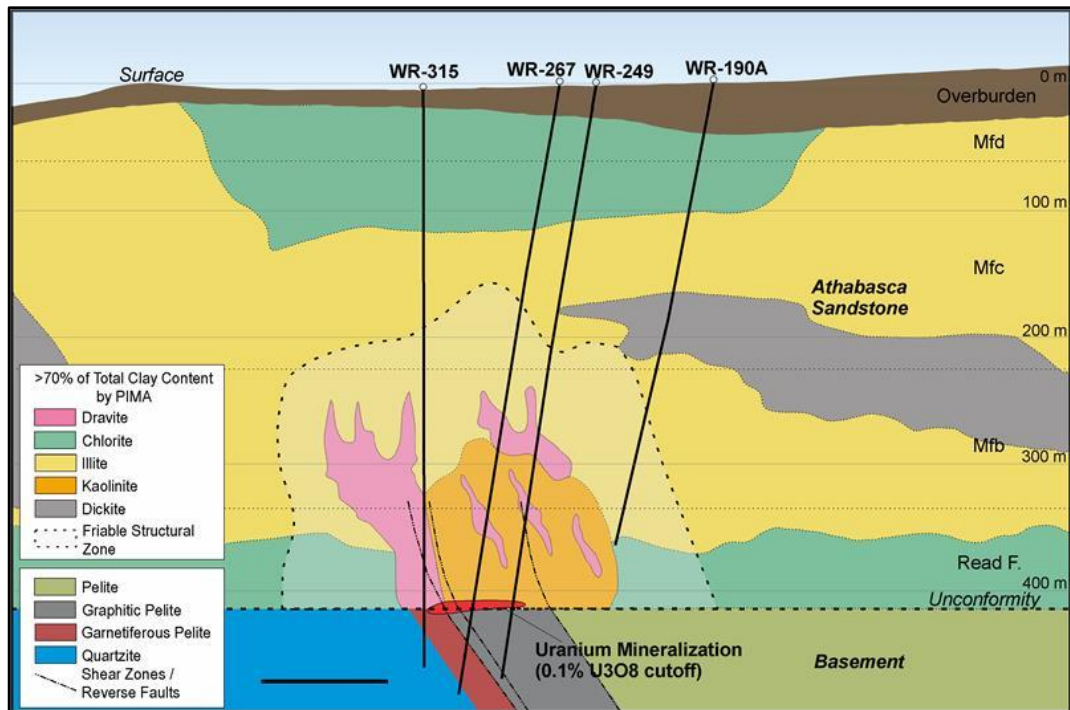 WR-315
WR-267
WR-249
WR-190A
Surface
0 m
Overburden
Mfd
100 m
Mfc
Athabasca
Sandstone
200 m
>70% of Total Clay Content
by PIMA
Dravite
Chlorite
Illite
Kaolinite
Dickite
Friable Structural
Zone
Mfb
300 m
Read F.
400 m
Unconformity
Pelite
Graphitic Pelite
Garnetiferous Pelite
Quartzite
Shear Zones /
Reverse Faults
Uranium Mineralization
(0.1% U3O8 cutoff)
Basement